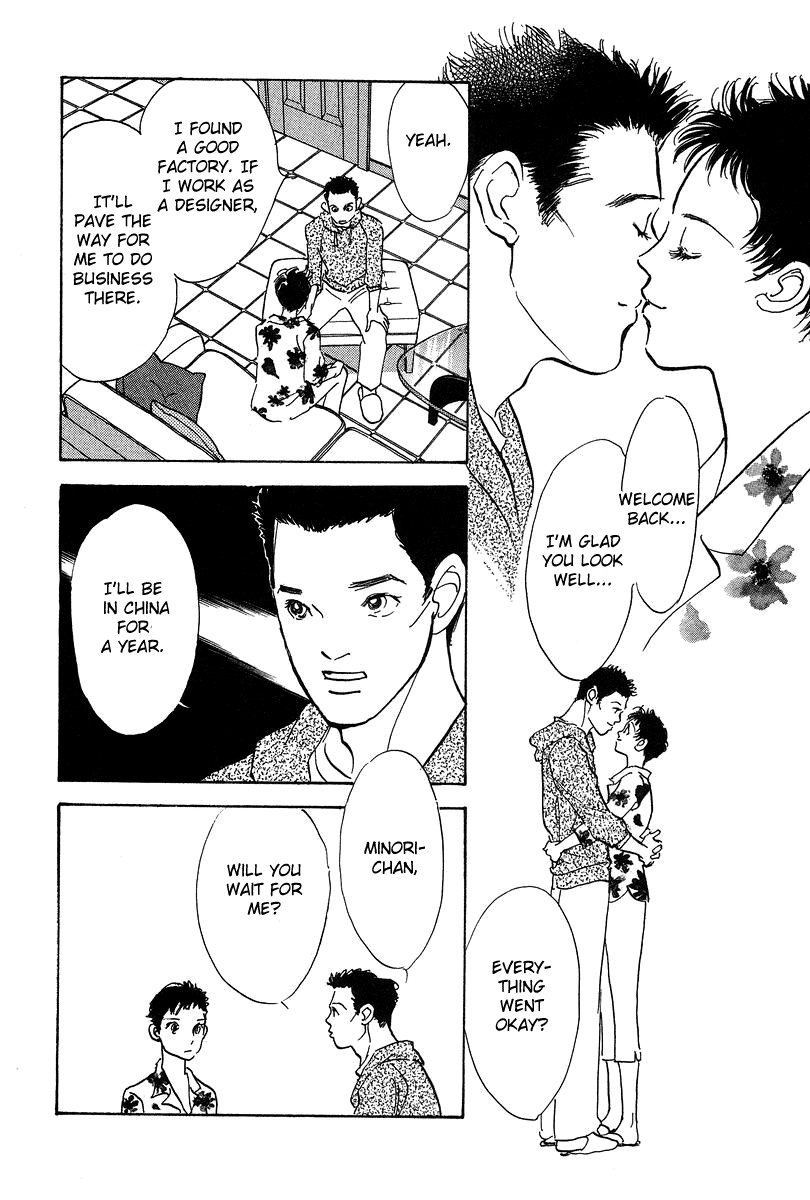 WELCOME
BACK...
I'M GLAD
YOU LOOK
WELL...
EVERY-
THING
WENT
OKAY?
YEAH.
I FOUND
A GOOD
FACTORY. IF
I WORK AS
A DESIGNER,
IT'LL
PAVE THE
WAY FOR
ME TO DO
BUSINESS
THERE.
I'LL BE
IN CHINA
FOR
A YEAR.
MINORI-
CHAN,
WILL YOU
WAIT FOR
ME?